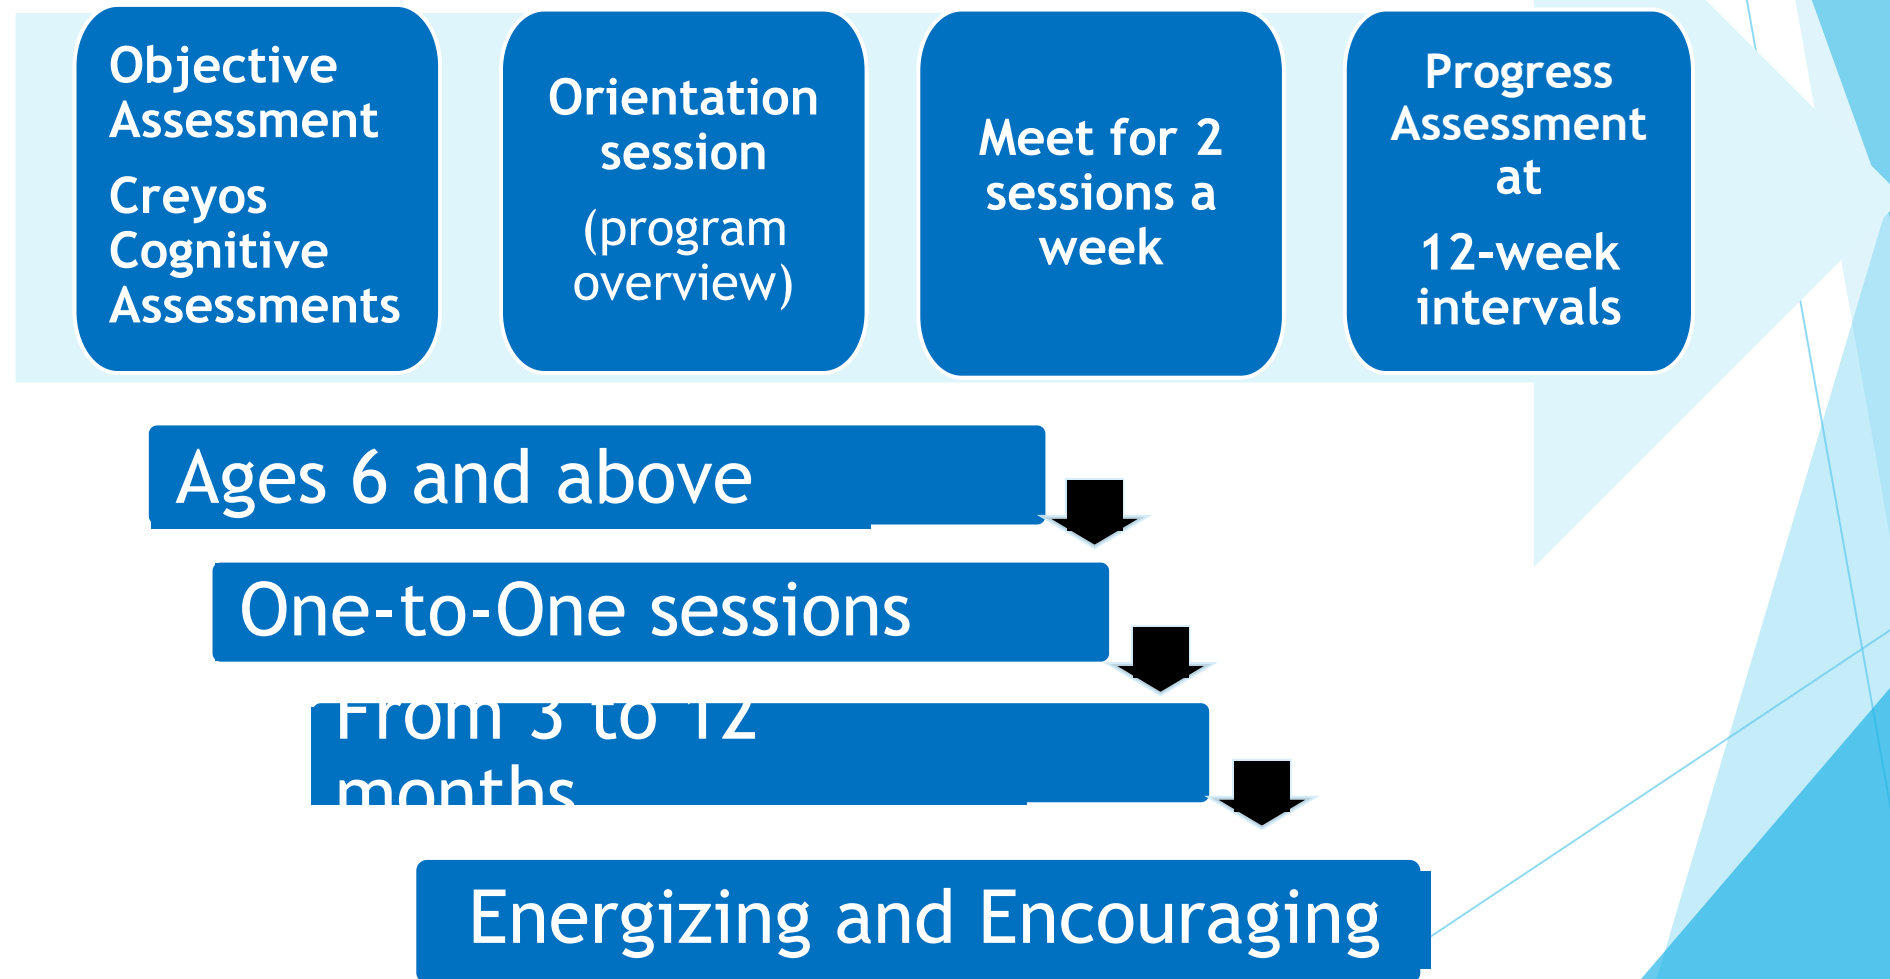 Objective
Assessment
Creyos
Cognitive
Assessments
Orientation
session
(program
overview)
Meet for 2
sessions a
week
Progress
Assessment
at
12-week
intervals
Ages 6 and above
One-to-One sessions
From 3 to 12
months
Energizing and Encouraging